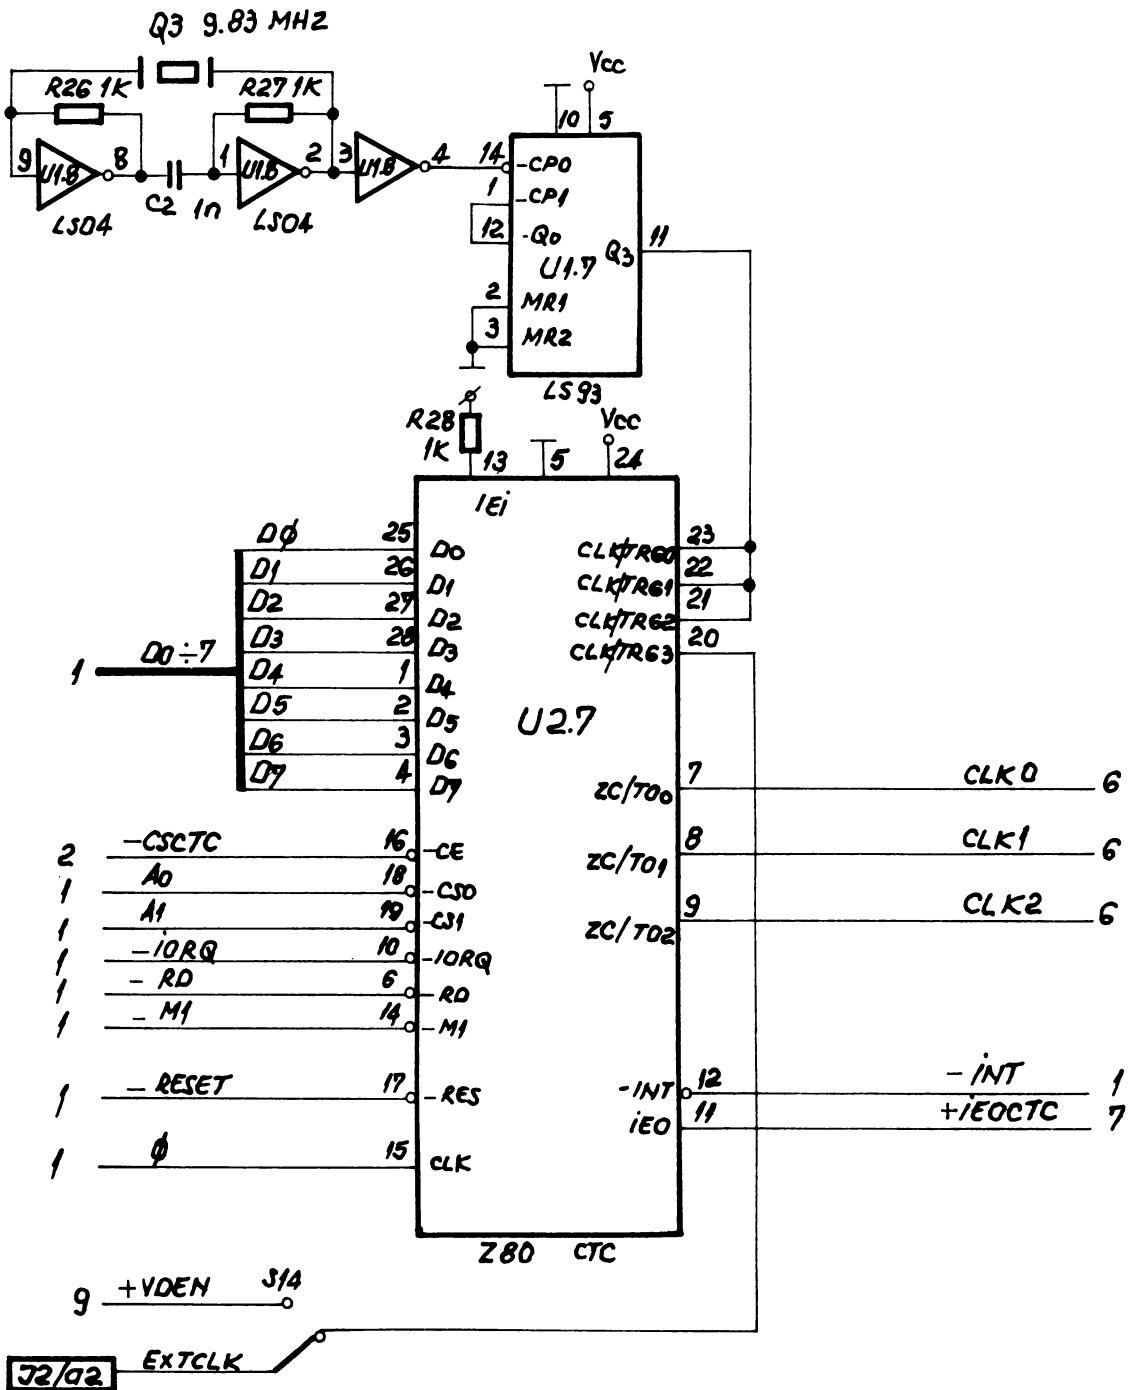 Q3 9.83 MHZ
Vcc
R26 1K
R27 1K
10 5
9 U1.8 8
1 U1.8 2
3 U1.8 4
14 -CP0
C2 1n
LS04
LS04
1 -CP1
12 -Q0
Q3 11
U1.7
2 MR1
3 MR2
LS93
R28
1K
Vcc
13 5 24
IEi
DØ 25 D0
CLK/TRG0 23
D1 26 D1
CLK/TRG1 22
D2 27 D2
CLK/TRG2 21
D3 28 D3
CLK/TRG3 20
1 D0÷7
D4 1 D4
D5 2 D5
U2.7
D6 3 D6
D7 4 D7
ZC/TO0 7 CLK0 6
2 -CSCTC 16 -CE
ZC/TO1 8 CLK1 6
1 A0 18 -CS0
1 A1 19 -CS1
ZC/TO2 9 CLK2 6
1 -iORQ 10 -IORQ
1 - RD 6 -RD
1 - M1 14 -M1
1 - RESET 17 -RES
-INT 12 - iNT 1
iEO 11 +iEOCTC 7
1 ϕ 15 CLK
Z80 CTC
9 +VDEN S14
J2/a2 EXTCLK